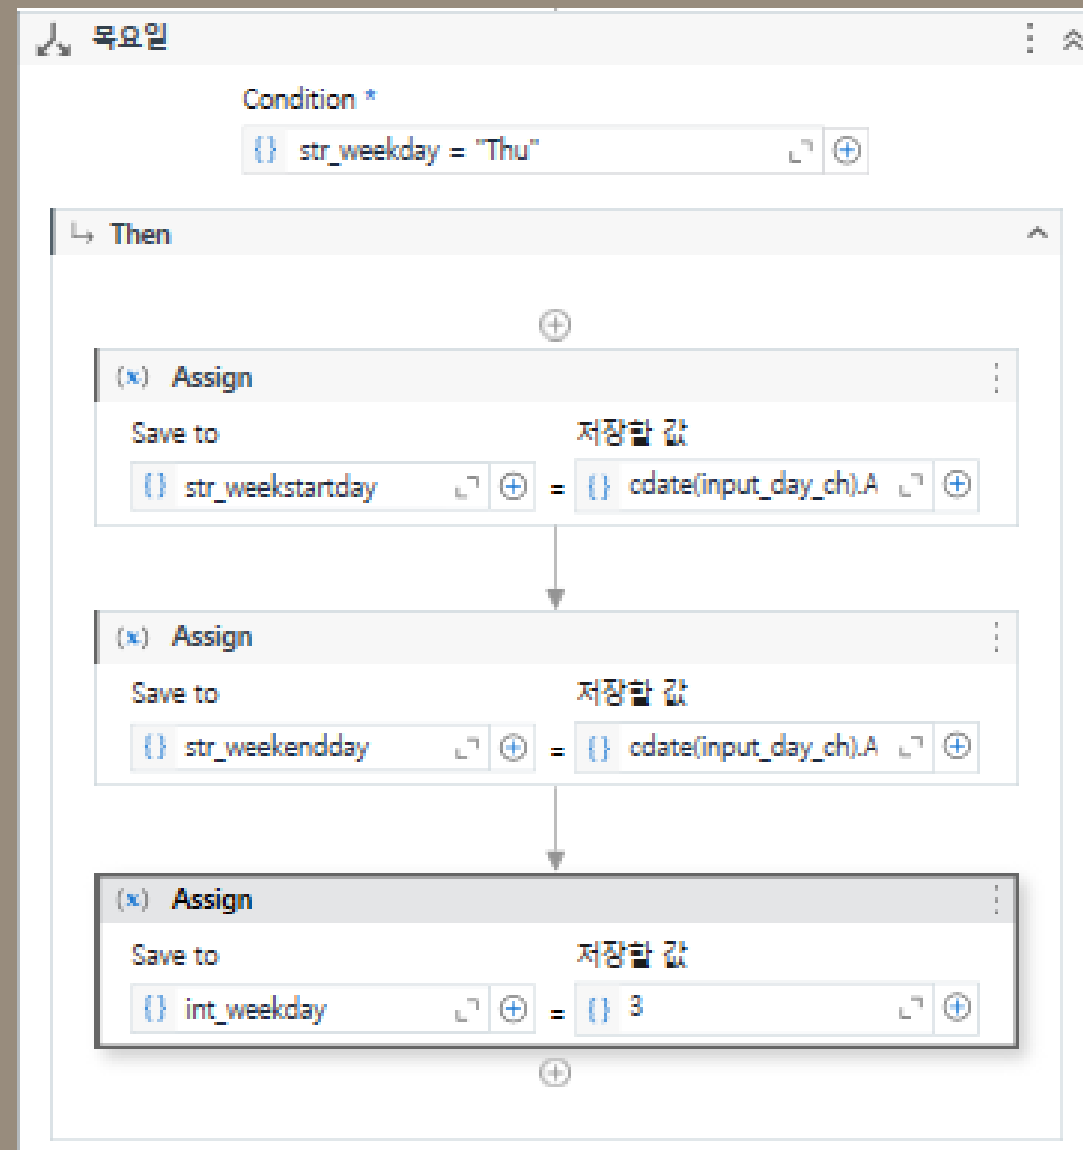 목요일
Condition *
{} str_weekday = "Thu"
Then
(x) Assign
Save to 저장할 값
{} str_weekstartday = {} cdate(input_day_ch).A
(x) Assign
Save to 저장할 값
{} str_weekendday = {} cdate(input_day_ch).A
(x) Assign
Save to 저장할 값
{} int_weekday = {} 3